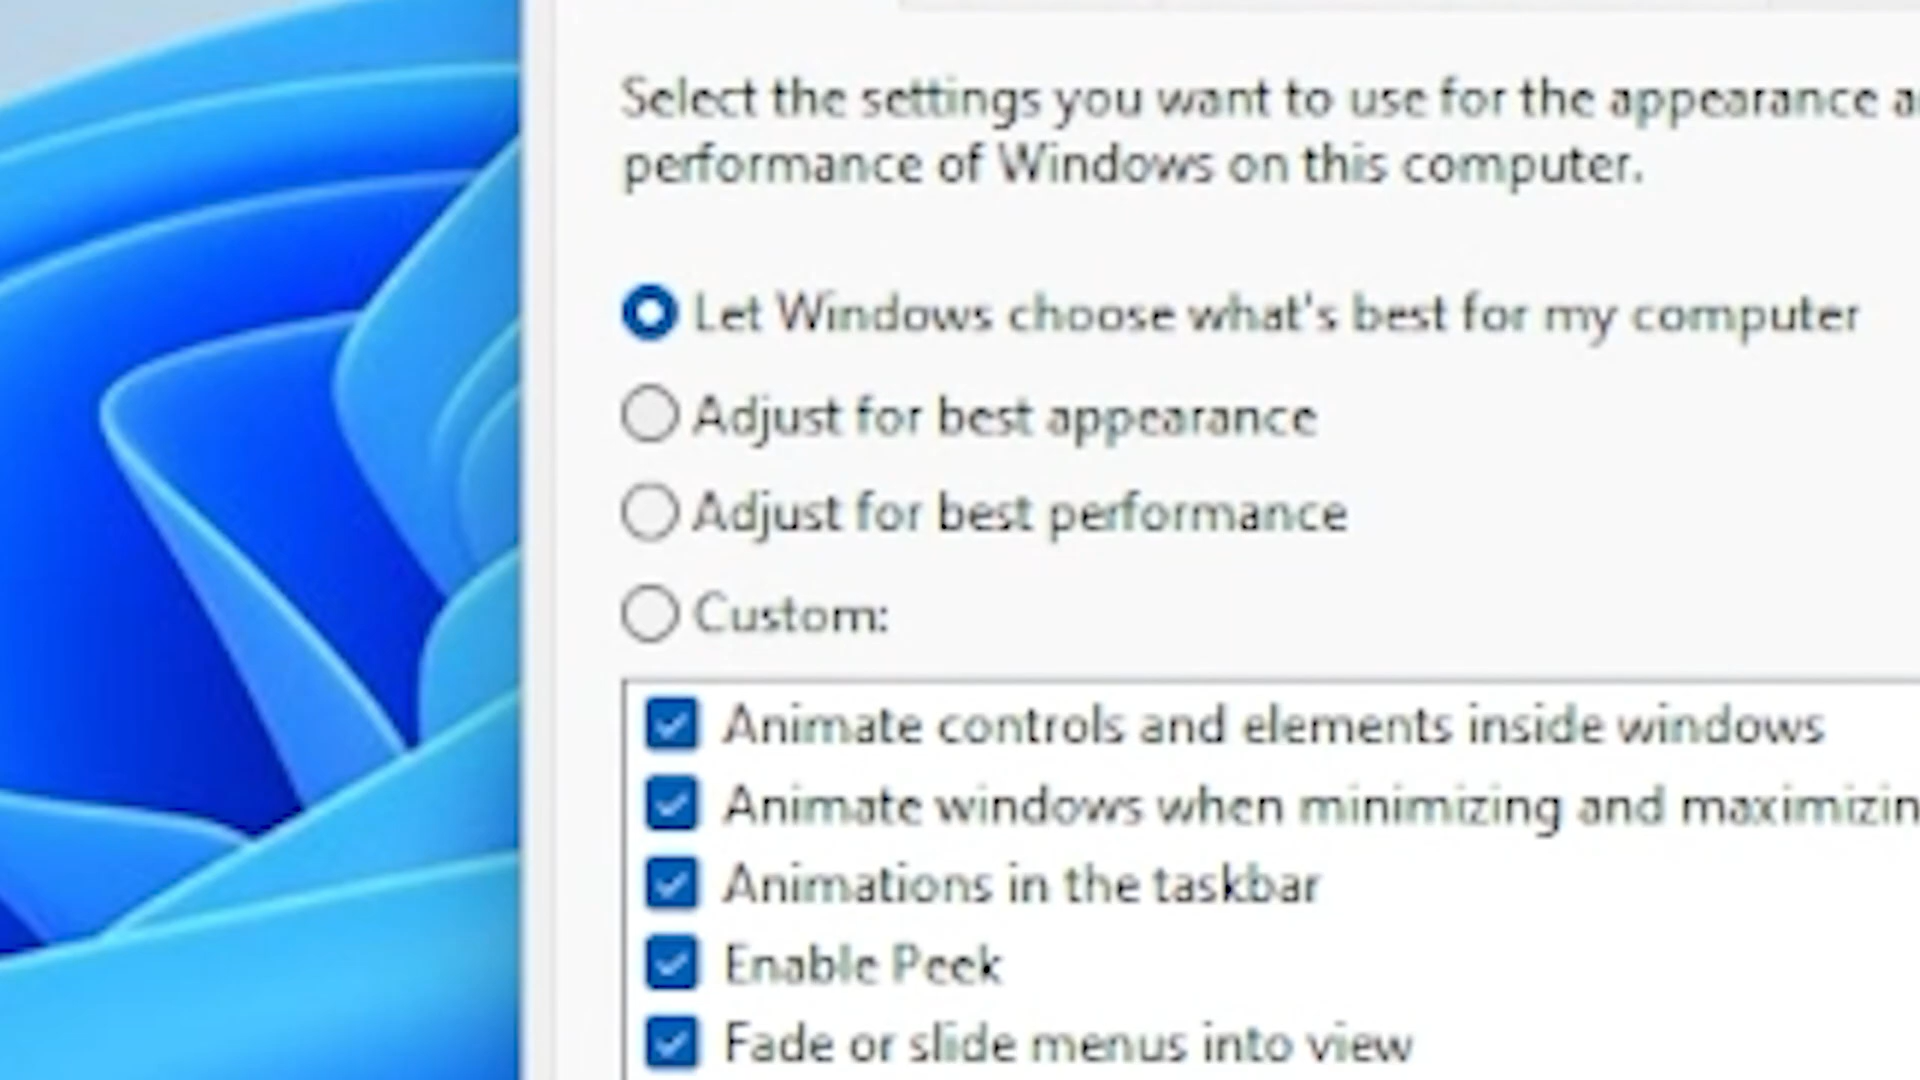 Select the settings you want to use for the appearance
performance of Windows on this computer.
Let Windows choose what's best for my computer
Adjust for best appearance
Adjust for best performance
Custom:
Animate controls and elements inside windows
Animate windows when minimizing and maximizin
Animations in the taskbar
Enable Peek
Fade or slide menus into view